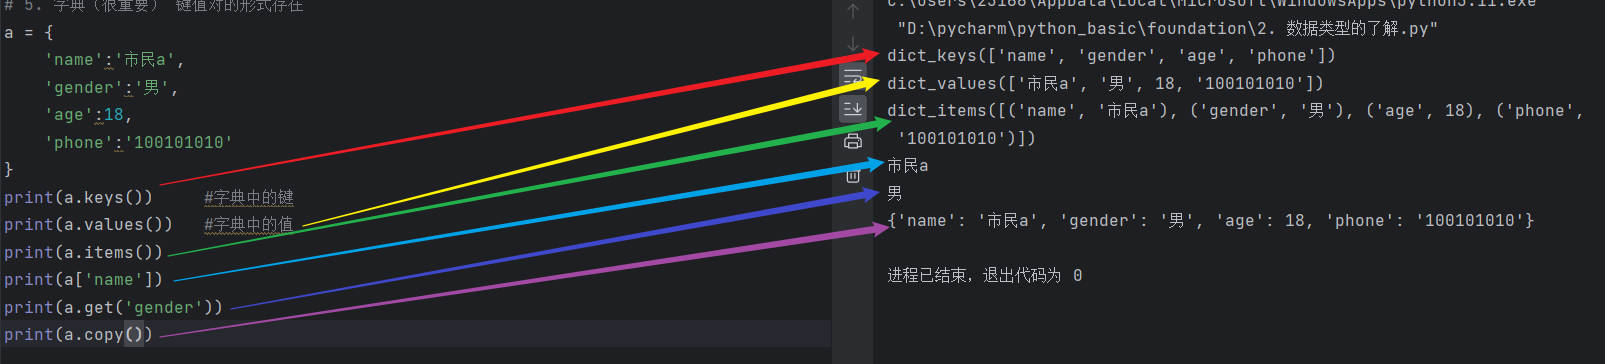 # 5. 字典（很重要） 键值对的形式存在
a = {
'name':'市民a',
'gender':'男',
'age':18,
'phone':'100101010'
}
print(a.keys()) #字典中的键
print(a.values()) #字典中的值
print(a.items())
print(a['name'])
print(a.get('gender'))
print(a.copy())
C:\Users\23166\AppData\Local\Microsoft\WindowsApps\python3.11.exe
"D:\pycharm\python_basic\foundation\2. 数据类型的了解.py"
dict_keys(['name', 'gender', 'age', 'phone'])
dict_values(['市民a', '男', 18, '100101010'])
dict_items([('name', '市民a'), ('gender', '男'), ('age', 18), ('phone',
'100101010')])
市民a
男
{'name': '市民a', 'gender': '男', 'age': 18, 'phone': '100101010'}
进程已结束，退出代码为 0